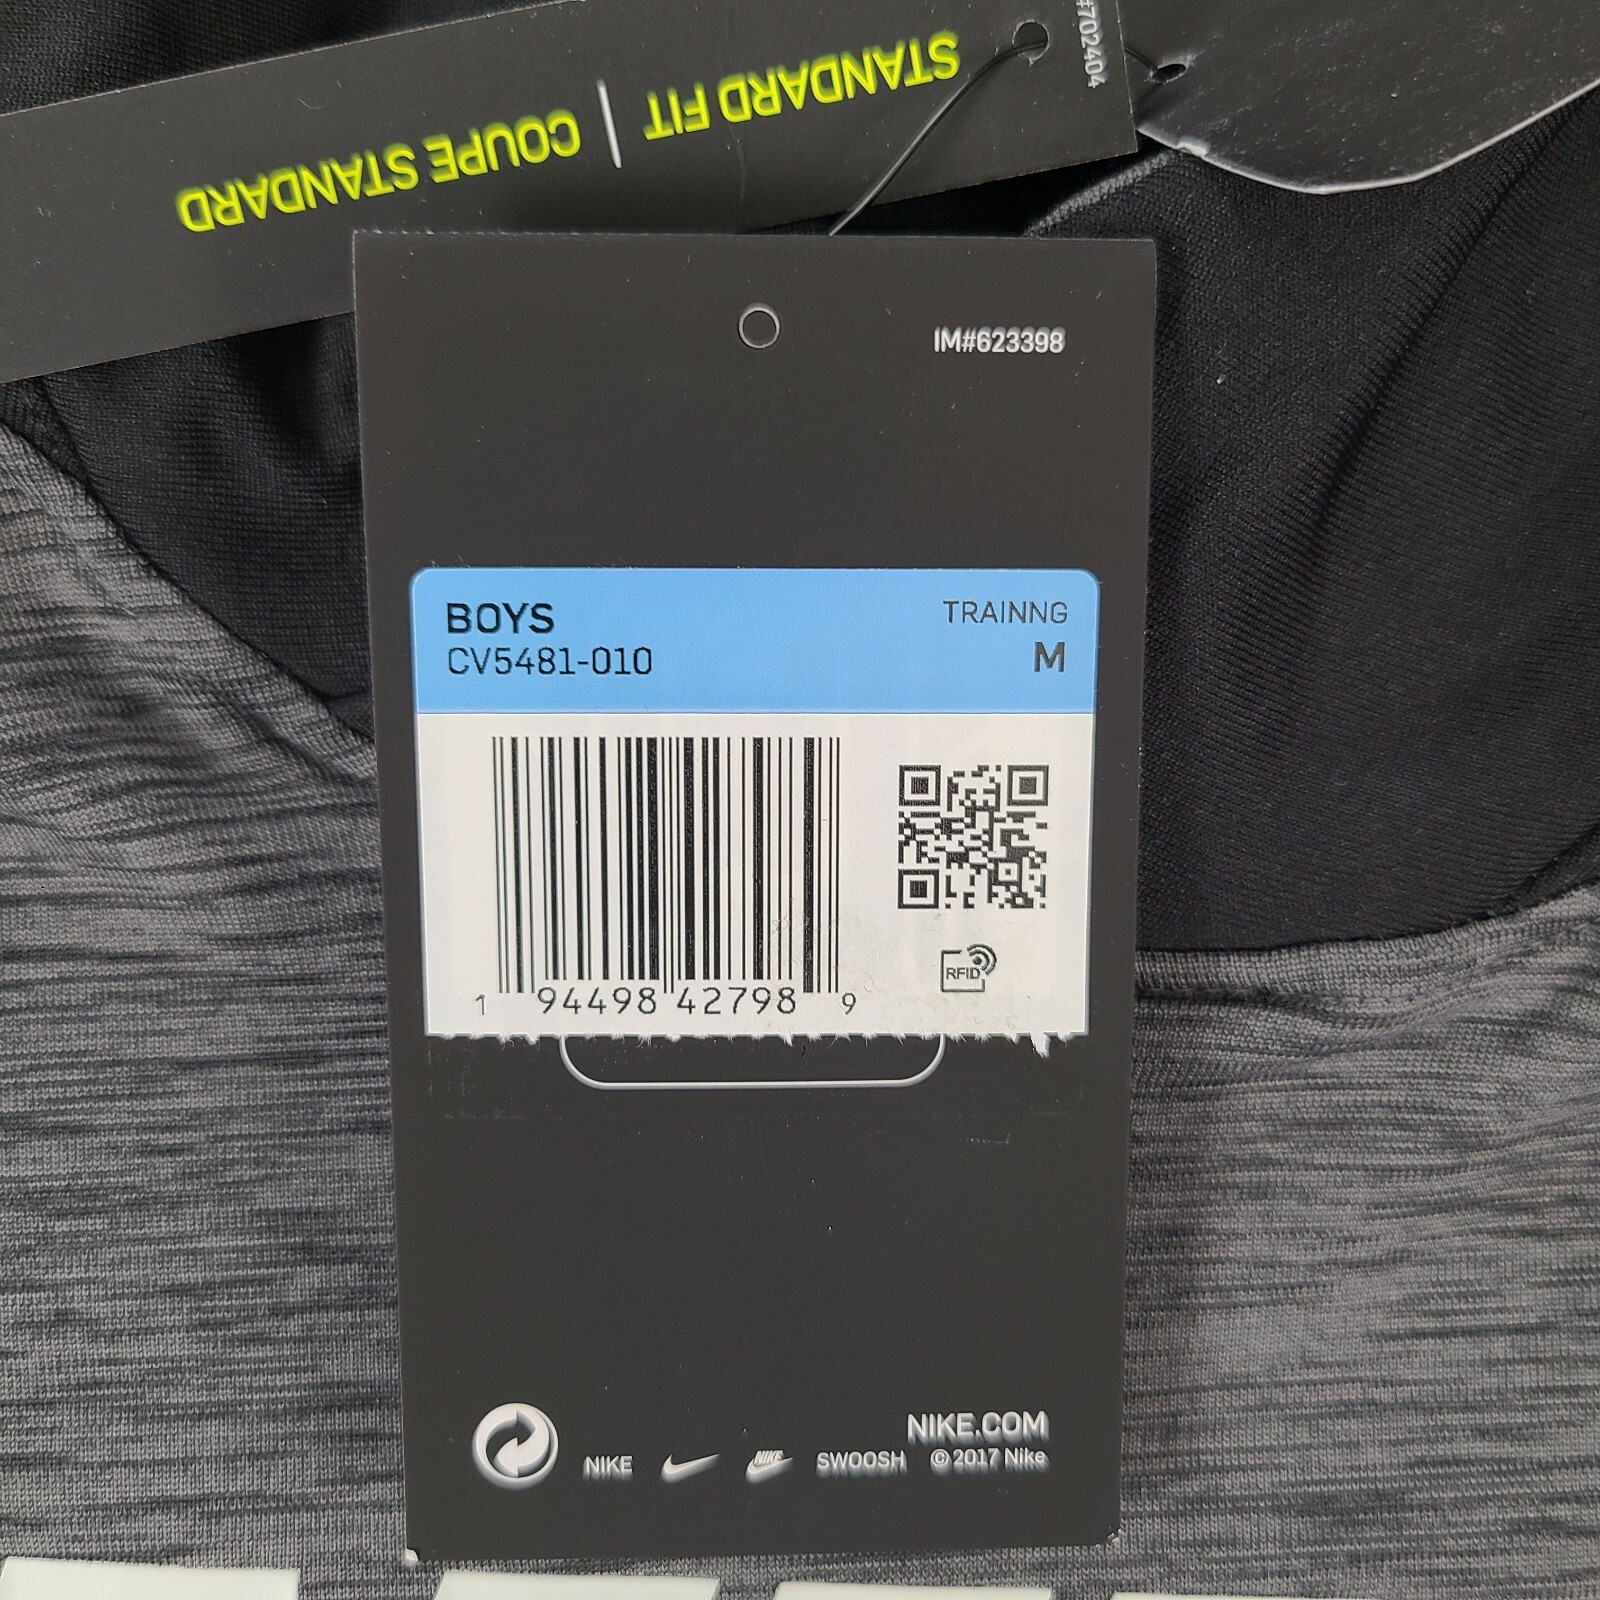 #702404
STANDARD FIT | COUPE STANDARD
IM#623398
BOYS
TRAINNG
CV5481-010
M
1 94498 42798 9
RFID
NIKE.COM
NIKE NIKE SWOOSH © 2017 Nike